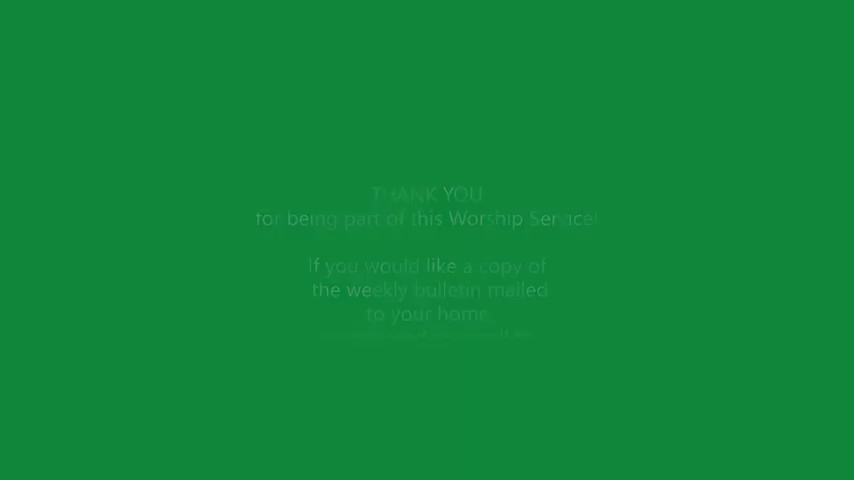 THANK YOU
for being part of this Worship Service!
If you would like a copy of
the weekly bulletin mailed
to your home,